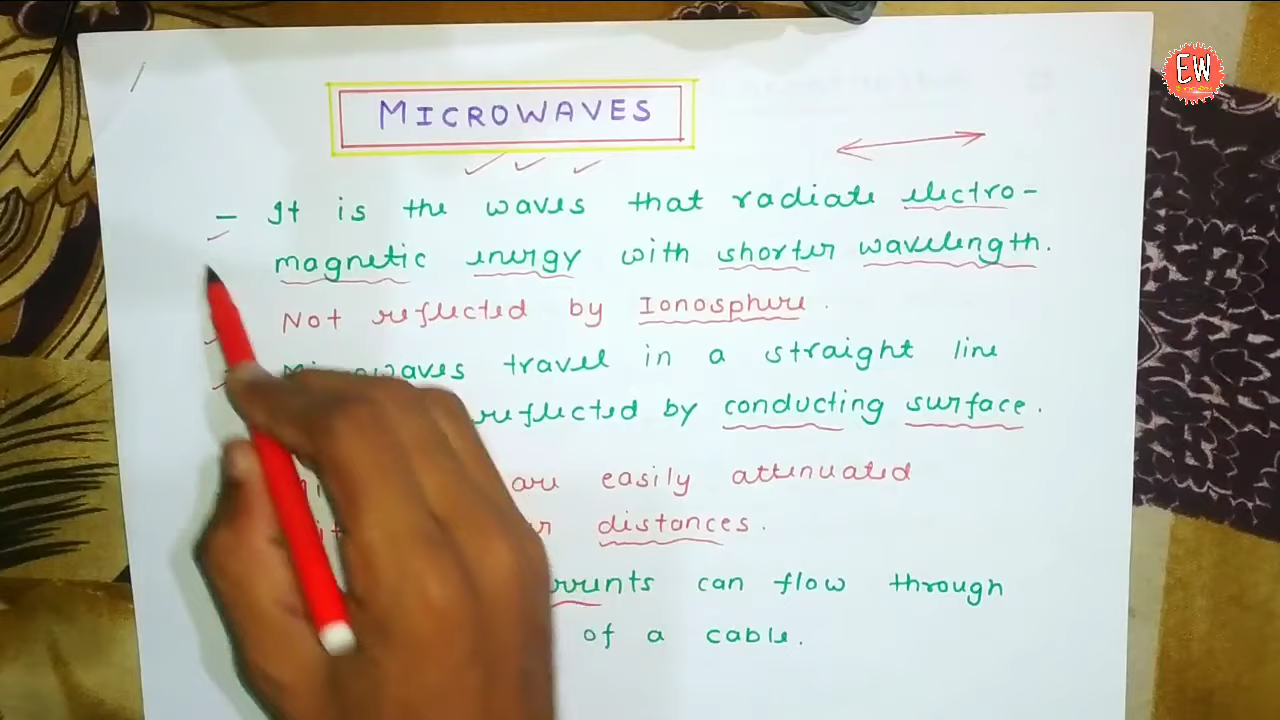 EW
MICROWAVES
- It is the waves that radiate electro-
magnetic energy with shorter wavelength.
Not reflected by Ionosphere.
travel in a straight line
reflected by conducting surface.
are easily attenuated
distances.
can flow through
of a cable.